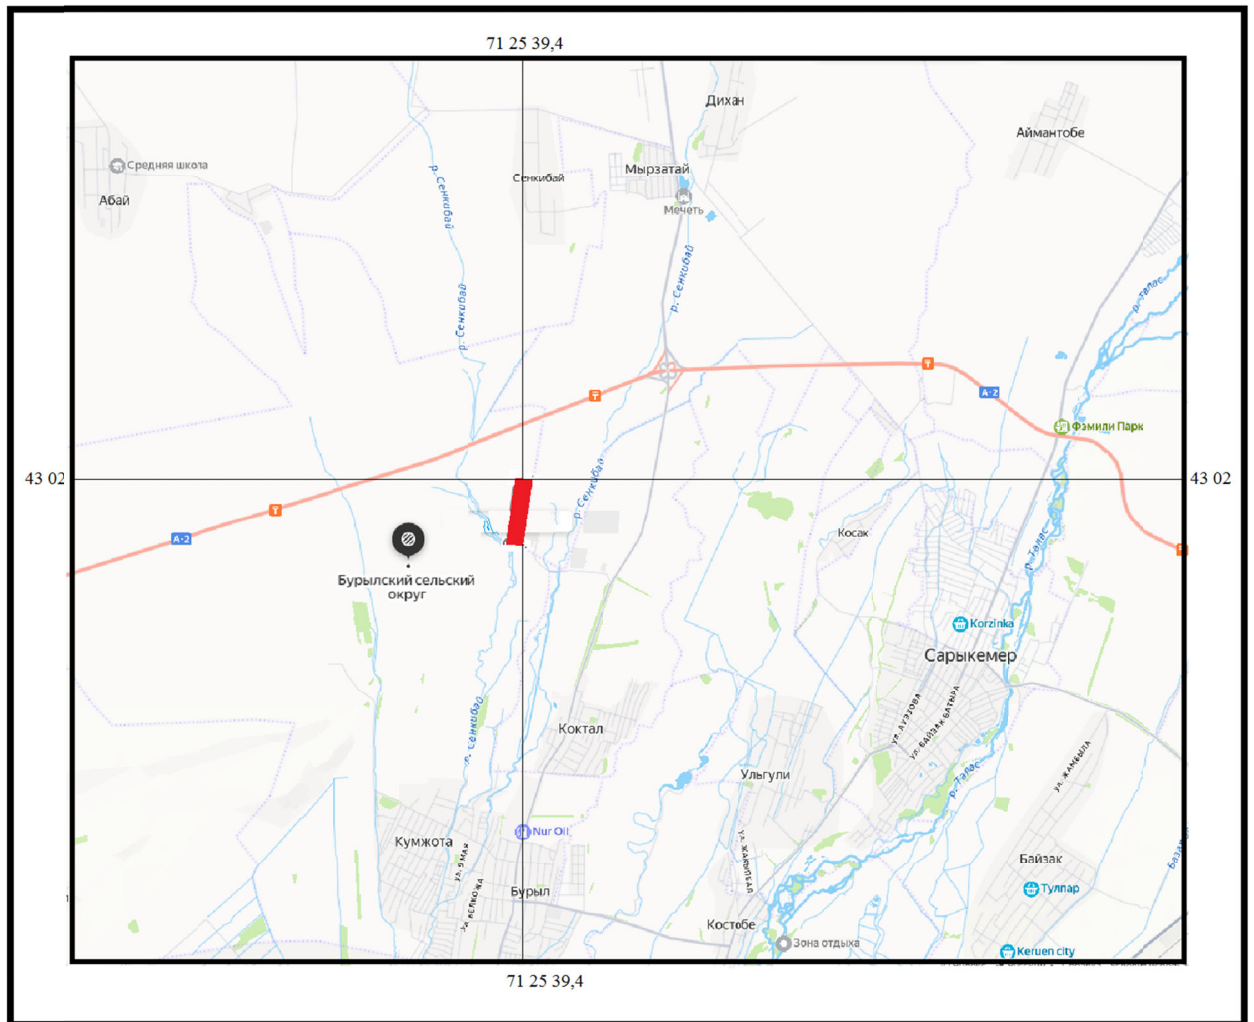 71 25 39,4
Дихан
Аймантобе
Средняя школа
Мырзатай
р. Сенкибай
Сенкибай
Абай
Мечеть
р. Сенкибай
р. Талас
р. Сенкибай
А-2
Фэмили Парк
43 02
43 02
р. Сенкибай
А-2
Косак
р. Талас
Бурылский сельский
округ
Korzinka
Сарыкемер
ул. АУЭЗОВА
ул. БАЙЗАК БАТЫРА
р. Сенкибай
Коктал
Ульгули
ул. ЖАМБЫЛА
р. Талас
Nur Oil
Кумжота
Байзак
Тулпар
Бурыл
Костобе
Зона отдыха
Keruen city
71 25 39,4